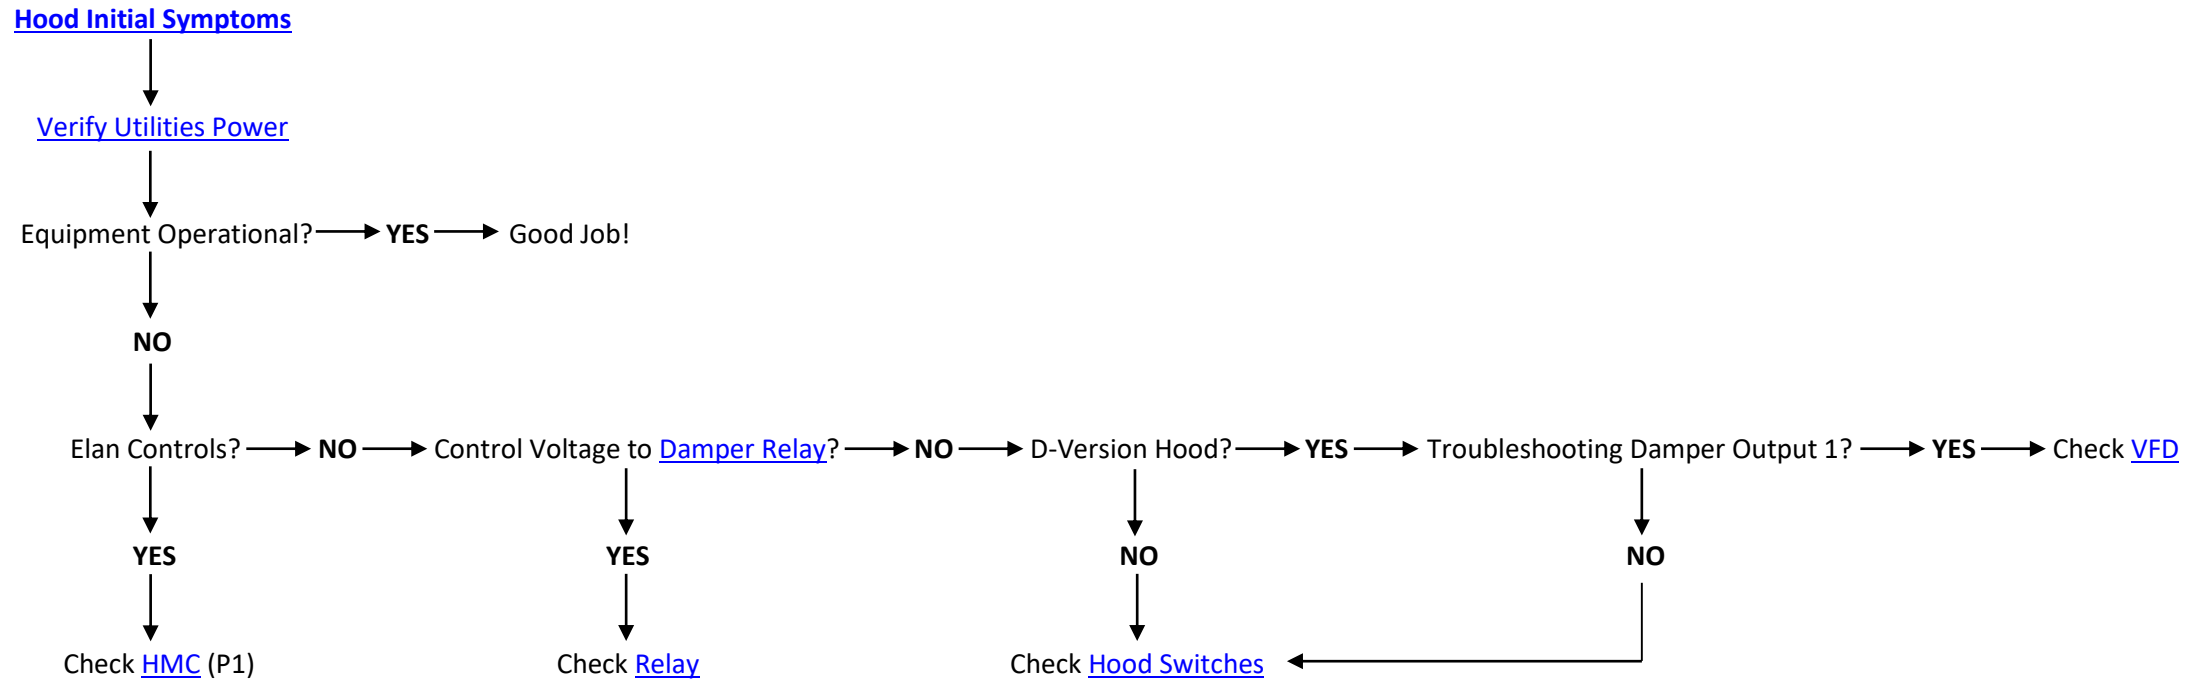 Hood Initial Symptoms
Verify Utilities Power
Equipment Operational? YES Good Job!
NO
Elan Controls? NO Control Voltage to Damper Relay? NO D-Version Hood? YES Troubleshooting Damper Output 1? YES Check VFD
YES YES NO NO
Check HMC (P1) Check Relay Check Hood Switches